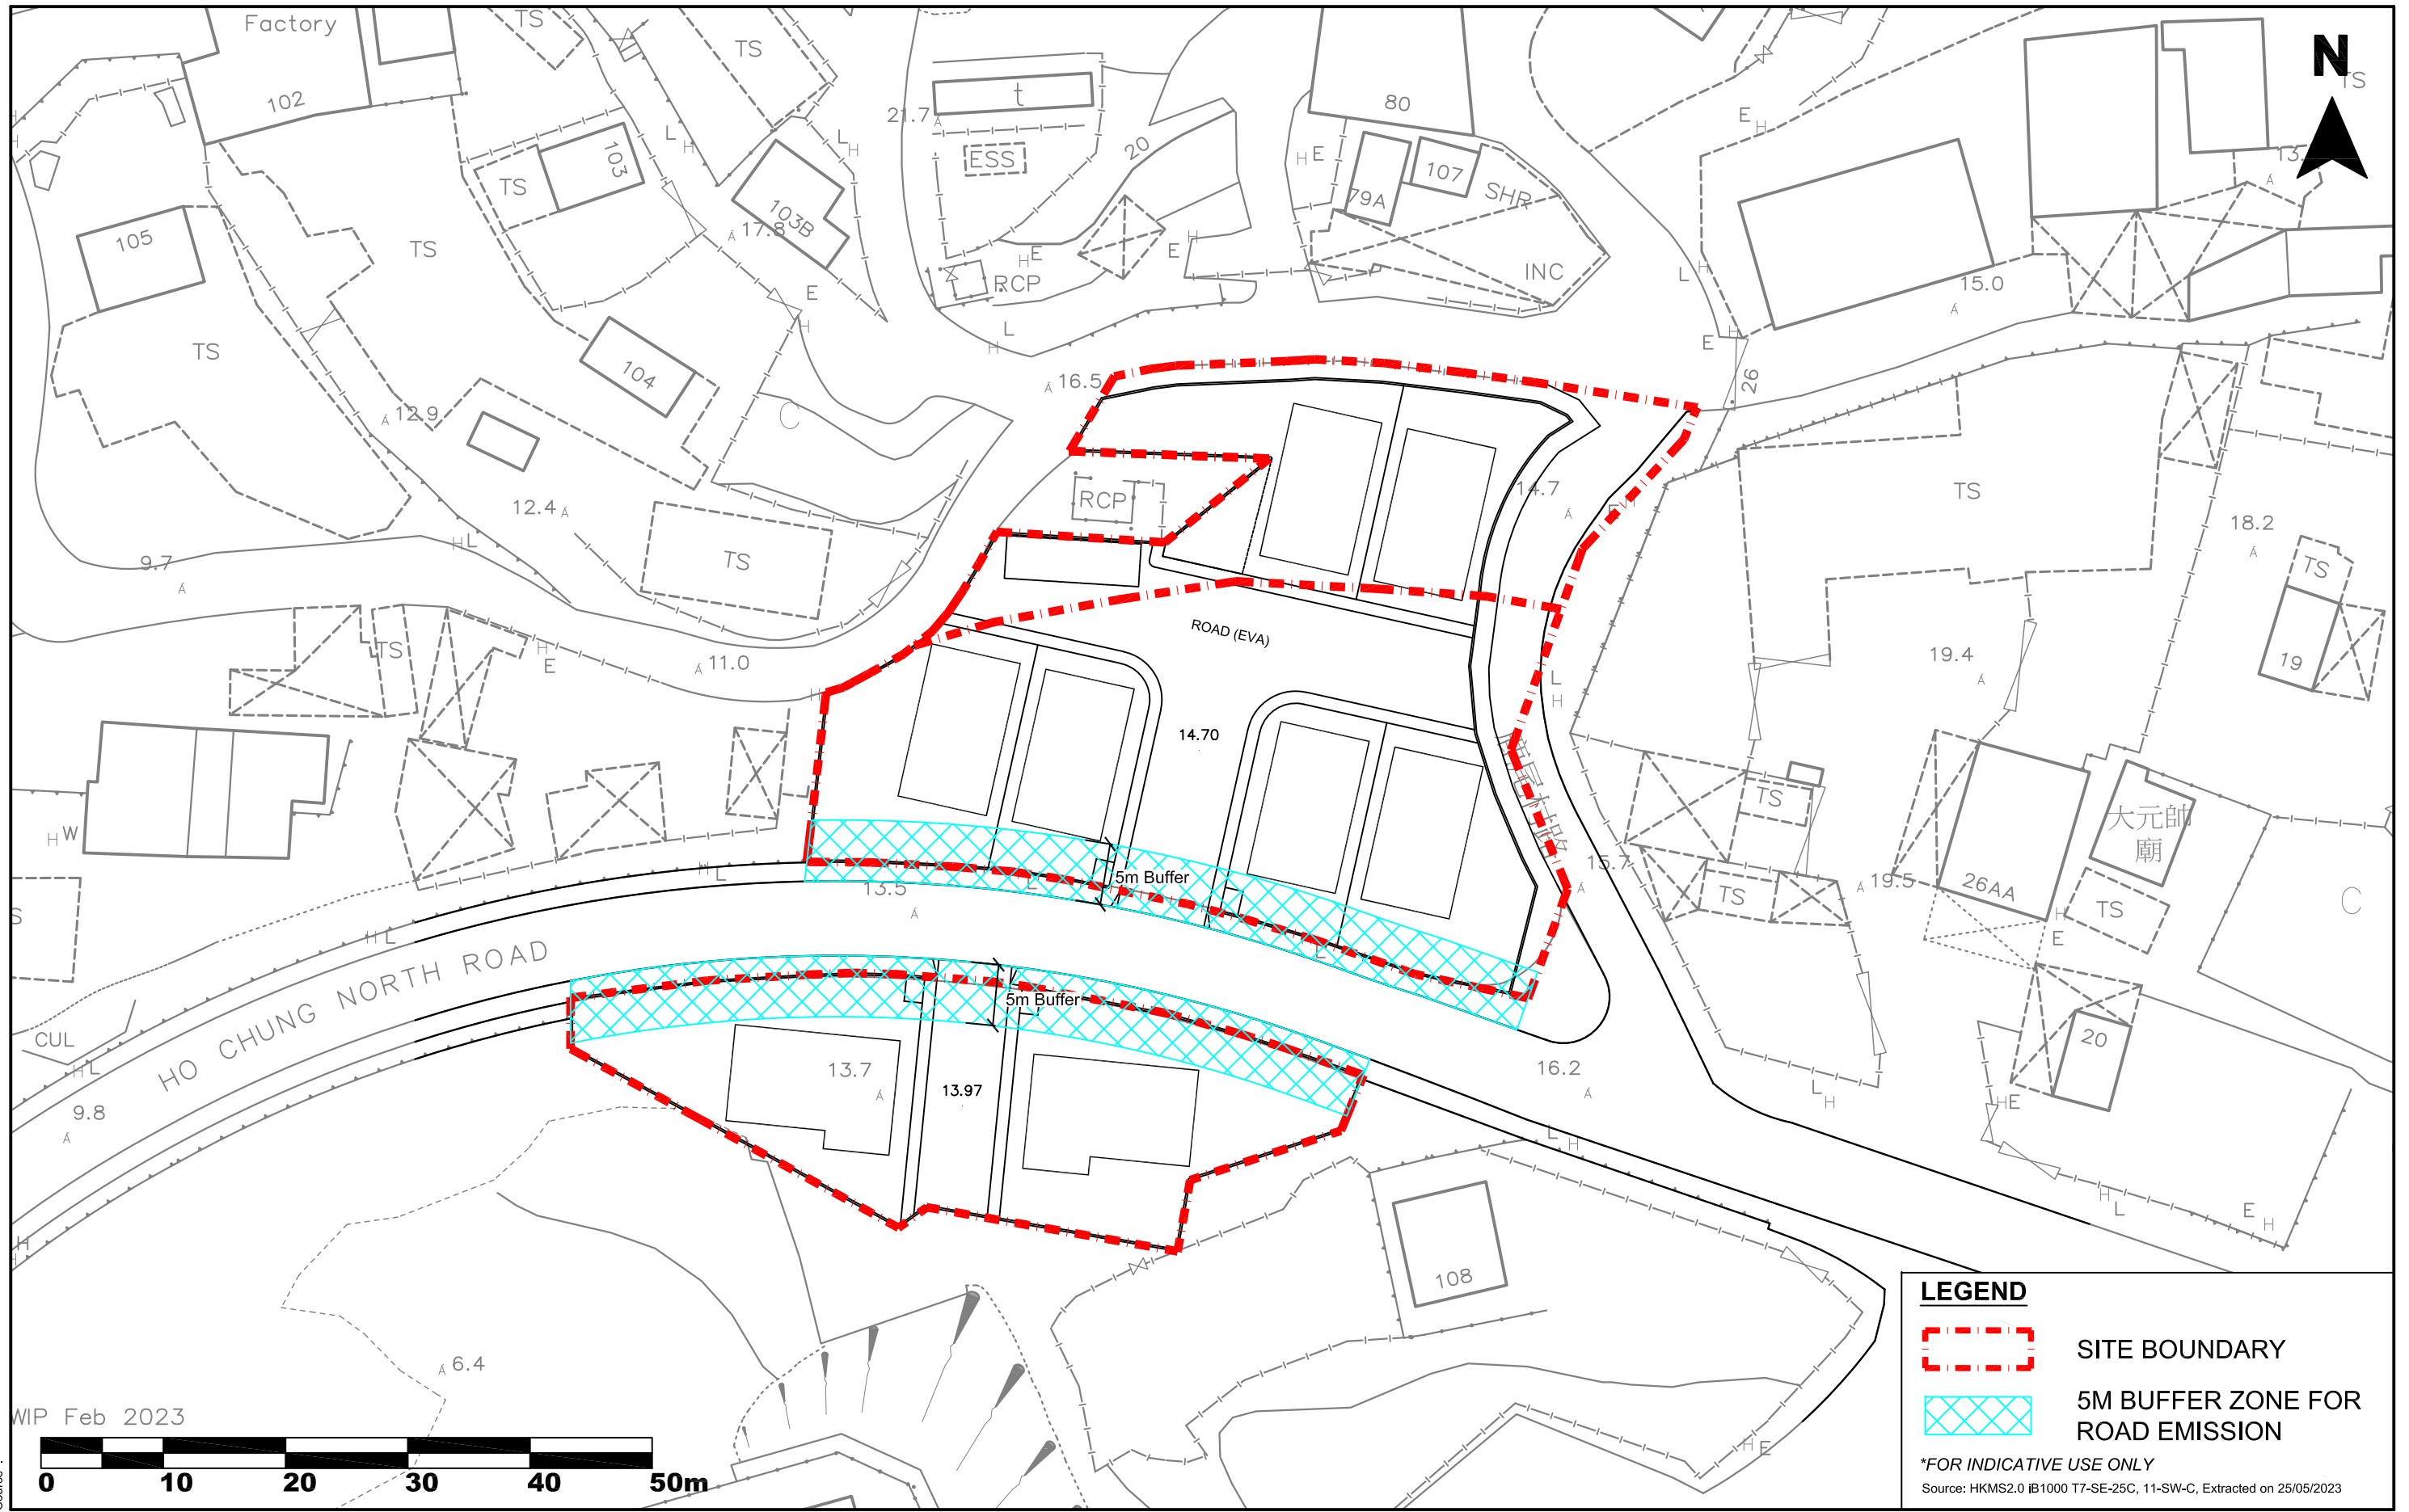 Factory
TS
TS
N
TS
102
103
TS
L
H
L
H
21.7
t
ESS
20
80
H E
79A
107
SHR
E
H
105
TS
17.8
103B
E
H
H
E
RCP
E
H
INC
L
H
15.0
TS
104
L
H
E
H
26
12.9
C
16.5
TS
12.4
HL
TS
RCP
14.7
18.2
9.7
TS
TS
H
E
11.0
ROAD (EVA)
L
H
19.4
19
H
14.70
TS
大元帥
廟
H W
H L
13.5
L
5m Buffer
15.7
TS
19.5
26AA
TS
H
E
C
S
H L
HO CHUNG NORTH ROAD
5m Buffer
L
CUL
HL
13.7
13.97
16.2
20
HE
L
H
9.8
L
H
H
L
E
H
H
H
108
6.4
H E
WIP Feb 2023
0 10 20 30 40 50m
LEGEND
SITE BOUNDARY
5M BUFFER ZONE FOR
ROAD EMISSION
*FOR INDICATIVE USE ONLY
Source: HKMS2.0 iB1000 T7-SE-25C, 11-SW-C, Extracted on 25/05/2023